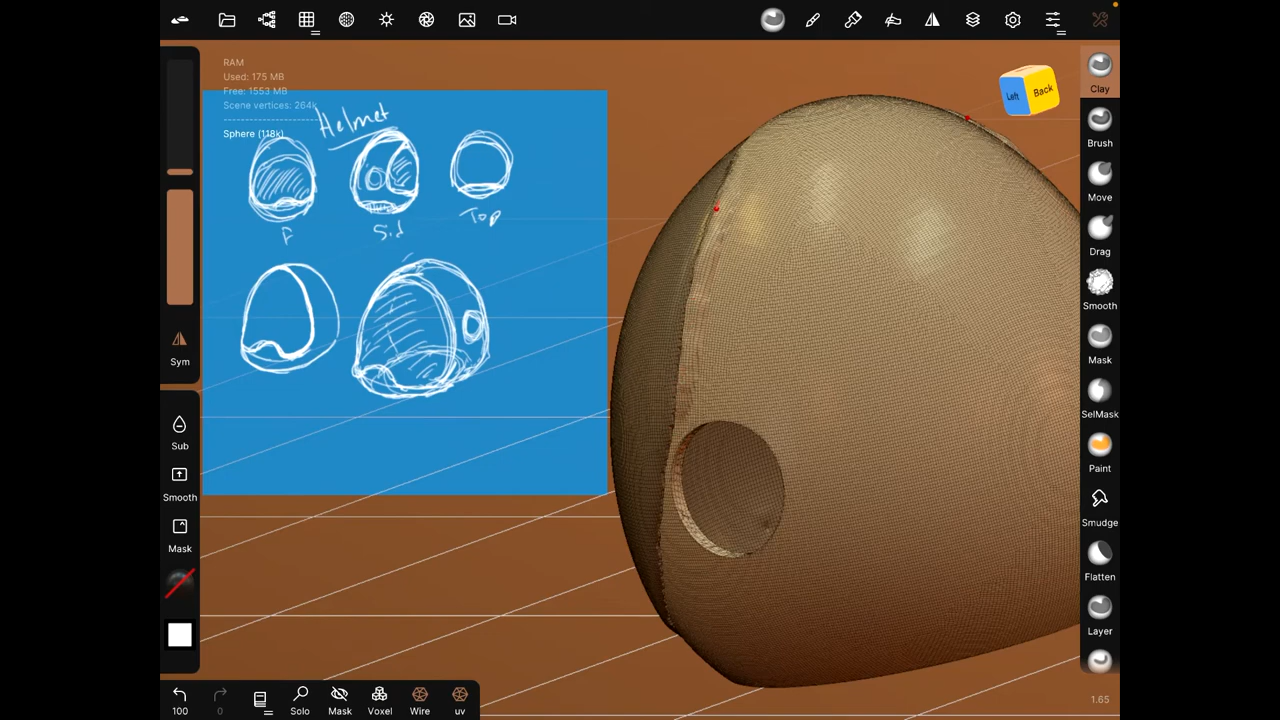 RAM
Used: 175 MB
Free: 1553 MB
Scene vertices: 264k
Sphere (118k)
Helmet
F
Sid
Top
Left
Back
Clay
Brush
Move
Drag
Smooth
Mask
SelMask
Paint
Smudge
Flatten
Layer
Sym
Sub
Smooth
Mask
100
0
Solo
Mask
Voxel
Wire
uv
1.65